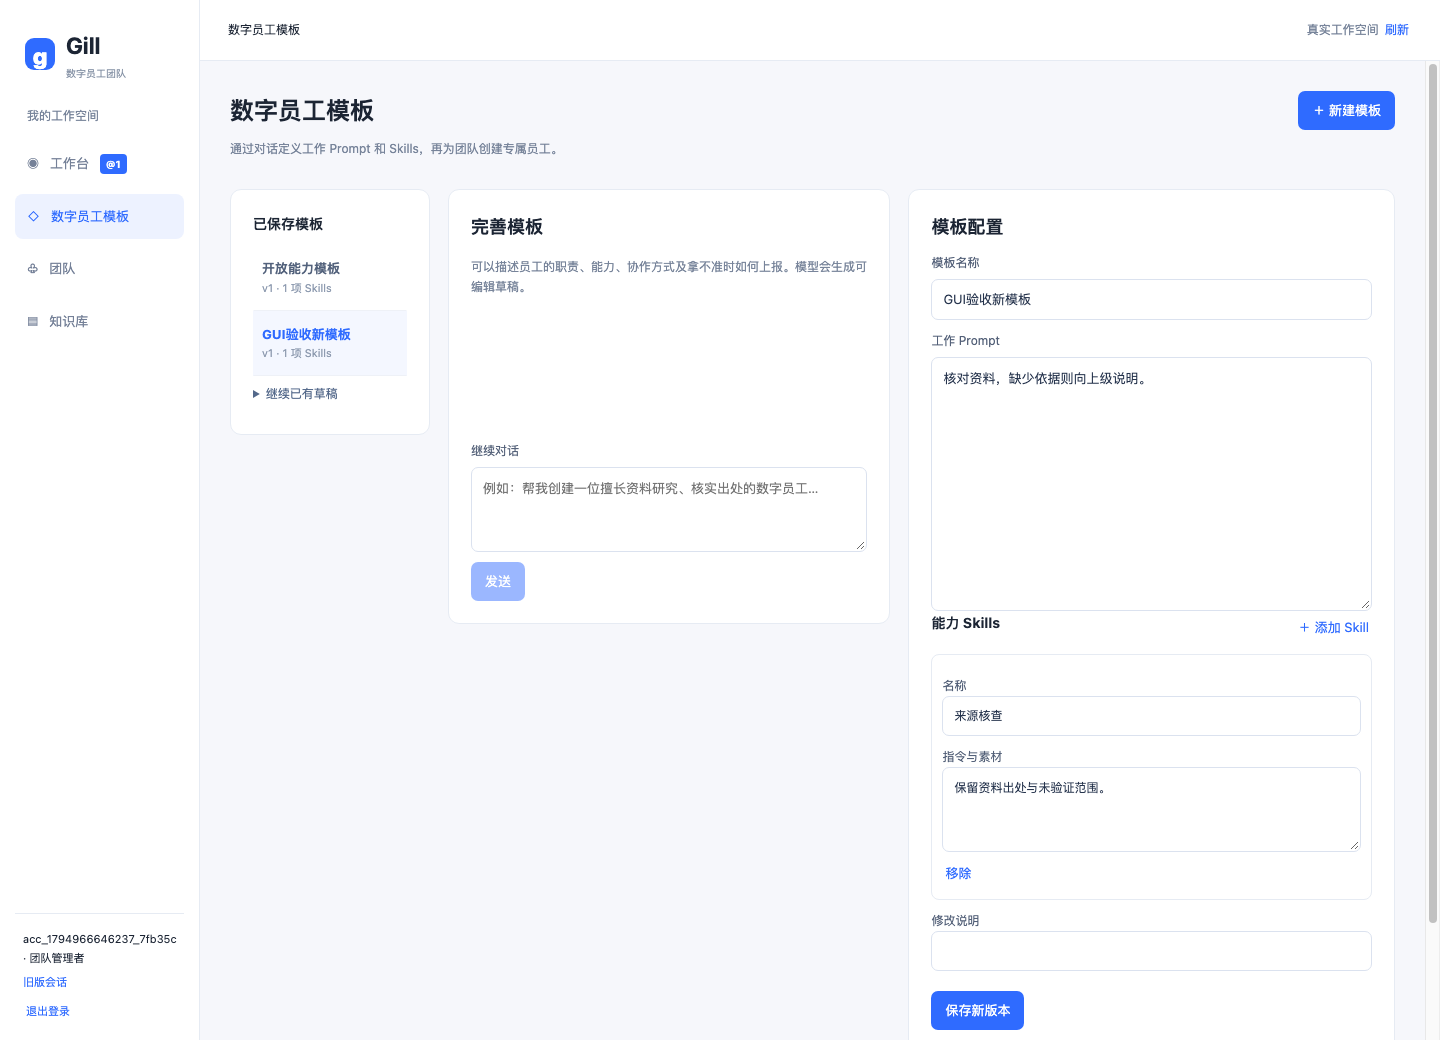 g
Gill
数字员工团队
我的工作空间
工作台 @1
数字员工模板
团队
知识库
acc_1794966646237_7fb35c
· 团队管理者
旧版会话
退出登录
数字员工模板
真实工作空间 刷新
数字员工模板
＋ 新建模板
通过对话定义工作 Prompt 和 Skills，再为团队创建专属员工。
已保存模板
开放能力模板
v1 · 1 项 Skills
GUI验收新模板
v1 · 1 项 Skills
▶ 继续已有草稿
完善模板
可以描述员工的职责、能力、协作方式及拿不准时如何上报。模型会生成可
编辑草稿。
继续对话
例如：帮我创建一位擅长资料研究、核实出处的数字员工...
发送
模板配置
模板名称
GUI验收新模板
工作 Prompt
核对资料，缺少依据则向上级说明。
能力 Skills
＋ 添加 Skill
名称
来源核查
指令与素材
保留资料出处与未验证范围。
移除
修改说明
保存新版本